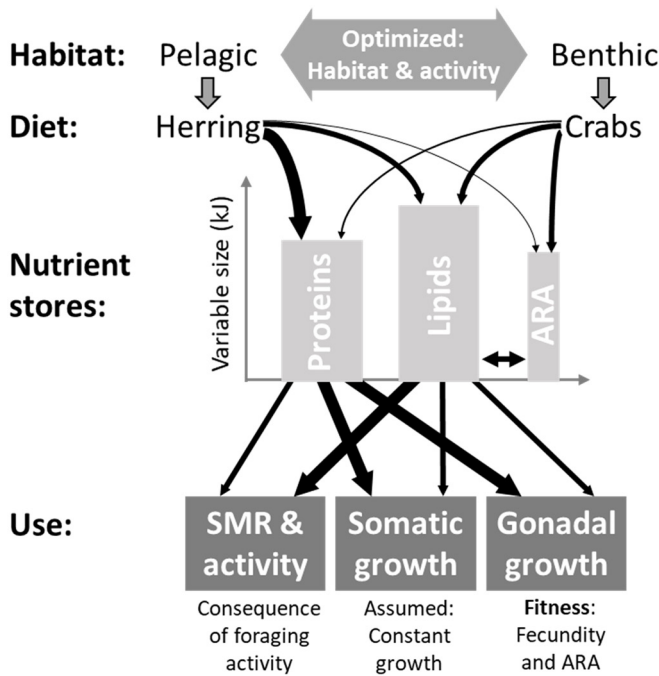 Habitat:
Pelagic
Optimized:
Habitat & activity
Benthic
Diet:
Herring
Crabs
Nutrient
stores:
Variable size (kJ)
Proteins
Lipids
ARA
Use:
SMR &
activity
Somatic
growth
Gonadal
growth
Consequence
of foraging
activity
Assumed:
Constant
growth
Fitness:
Fecundity
and ARA